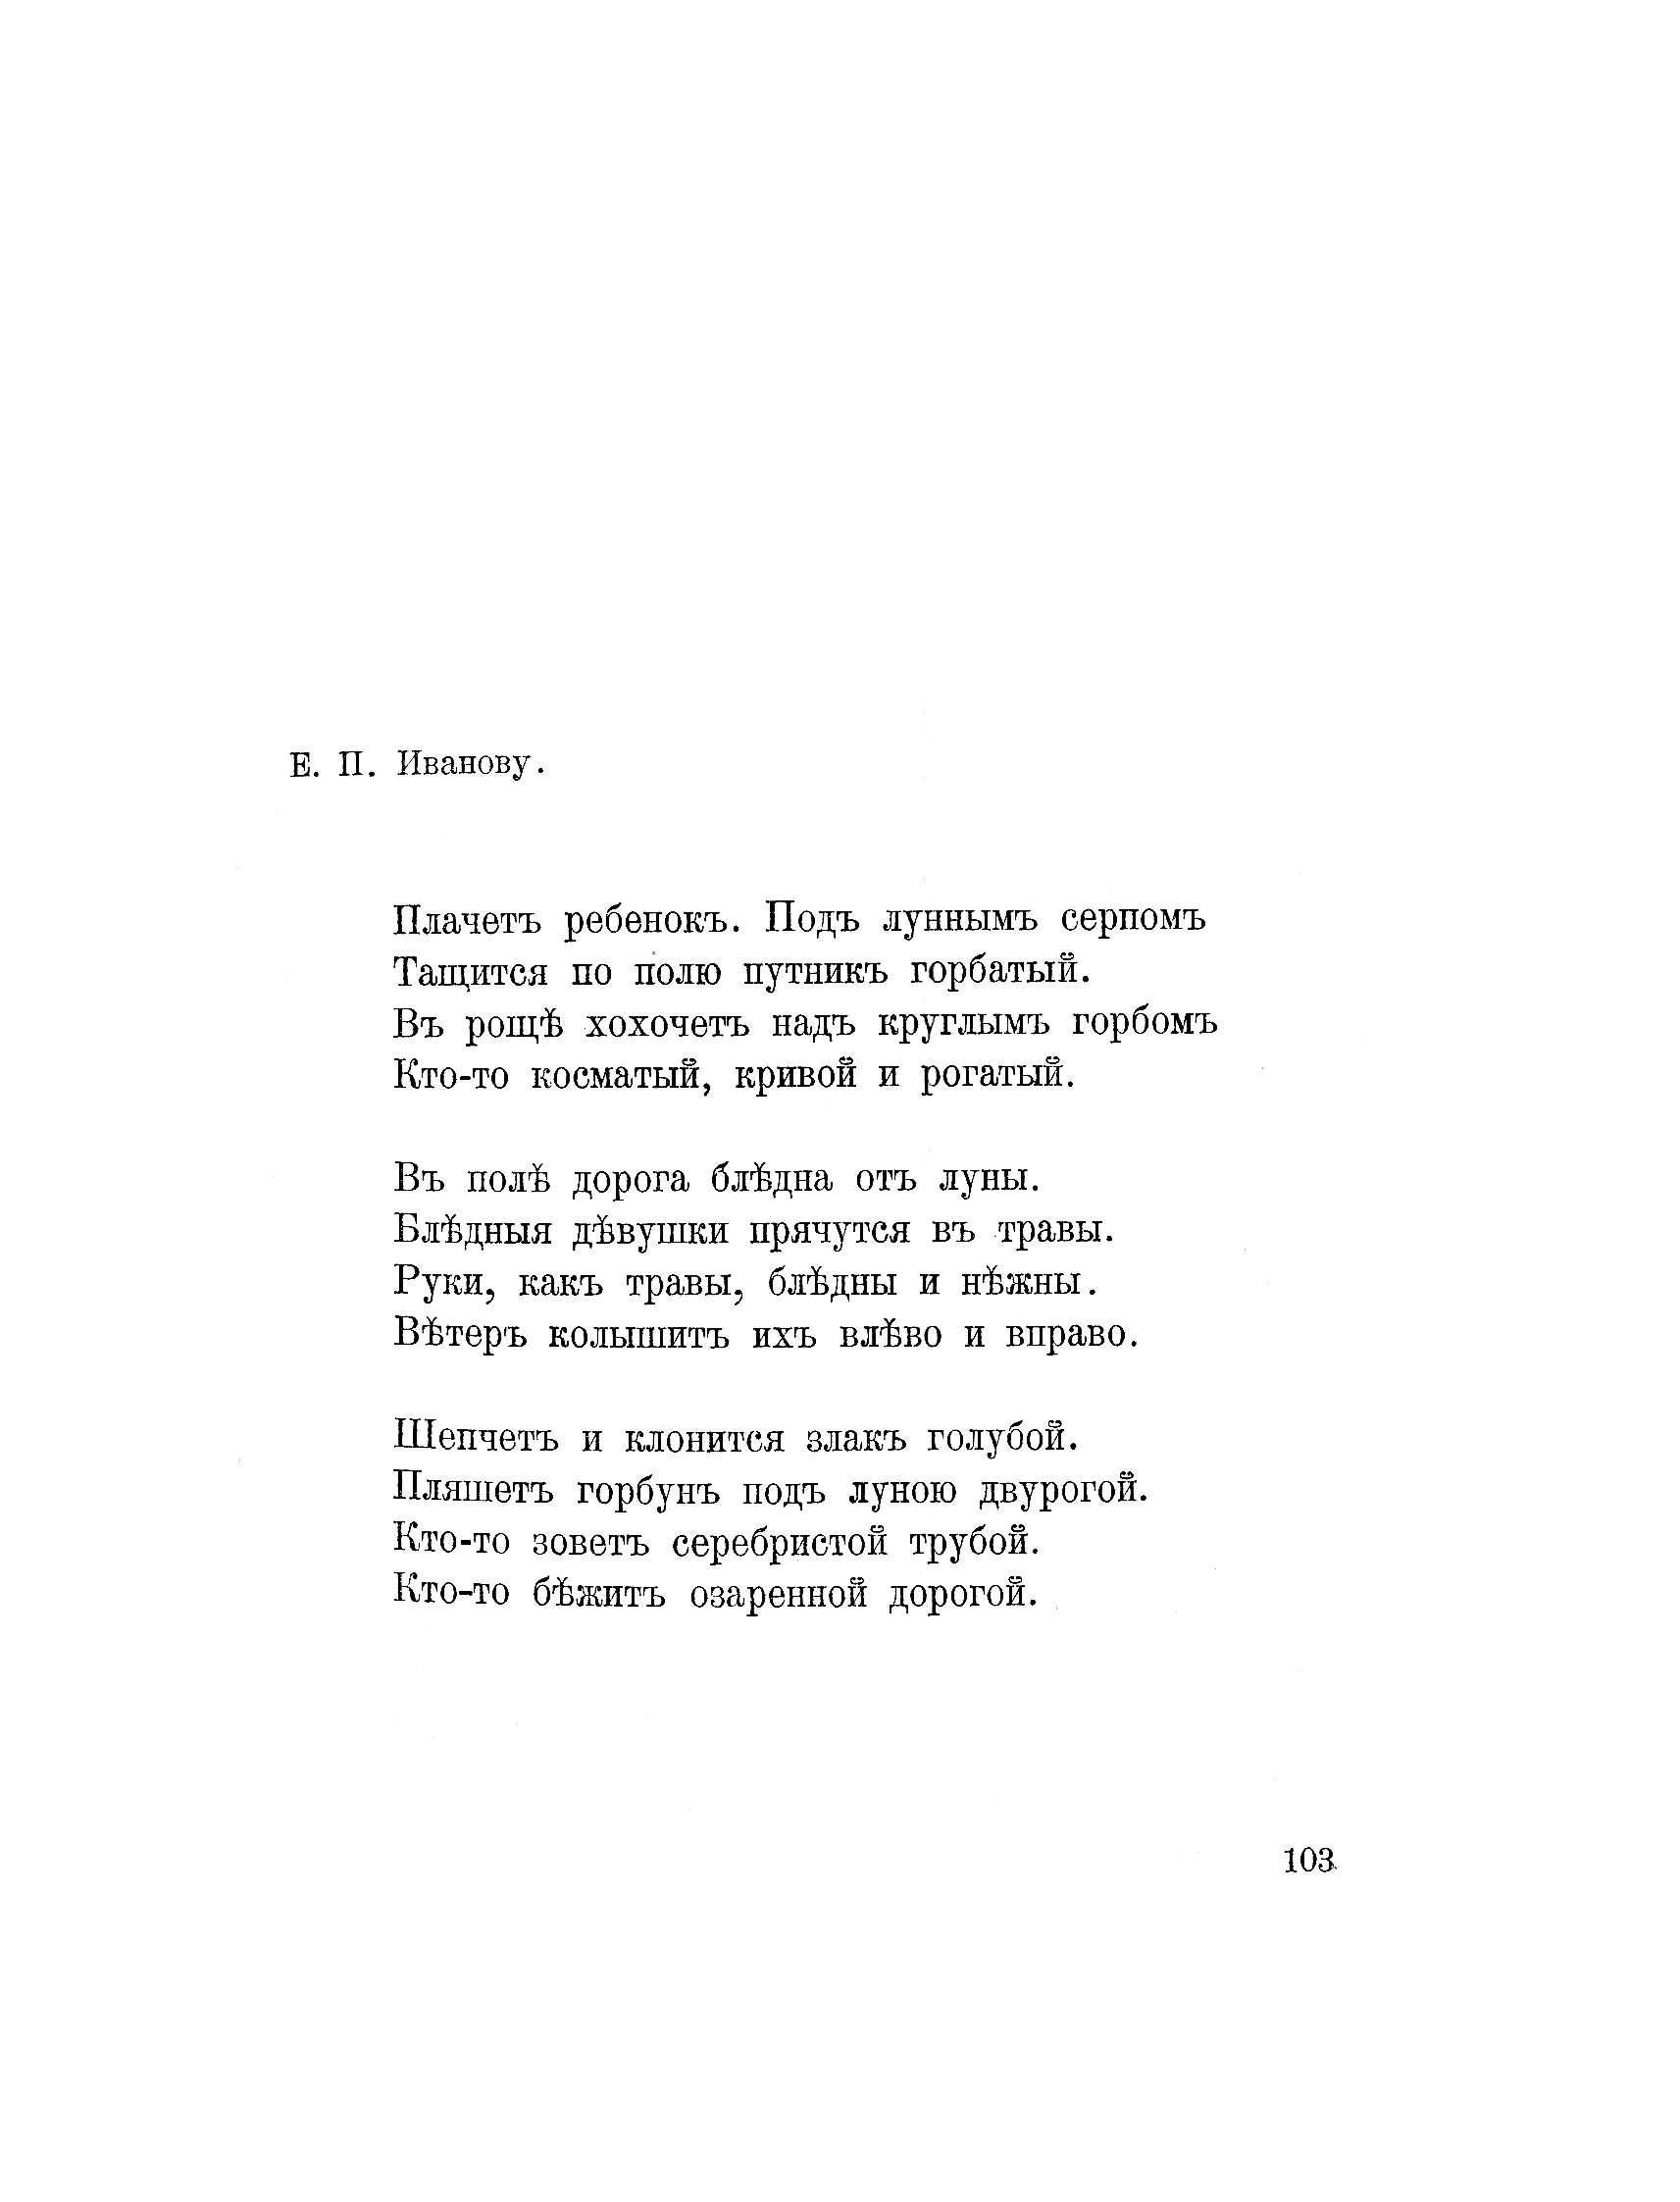 Е. П. Иванову.
Плачетъ ребенокъ. Подъ луннымъ серпомъ
Тащится по полю путникъ горбатый.
Въ рощѣ хохочетъ надъ круглымъ горбомъ
Кто-то косматый, кривой и рогатый.
Въ полѣ дорога блѣдна отъ луны.
Блѣдныя дѣвушки прячутся въ травы.
Руки, какъ травы, блѣдны и нѣжны.
Вѣтеръ колышитъ ихъ влѣво и вправо.
Шепчетъ и клонится злакъ голубой.
Пляшетъ горбунъ подъ луною двурогой.
Кто-то зоветъ серебристой трубой.
Кто-то бѣжитъ озаренной дорогой.
103